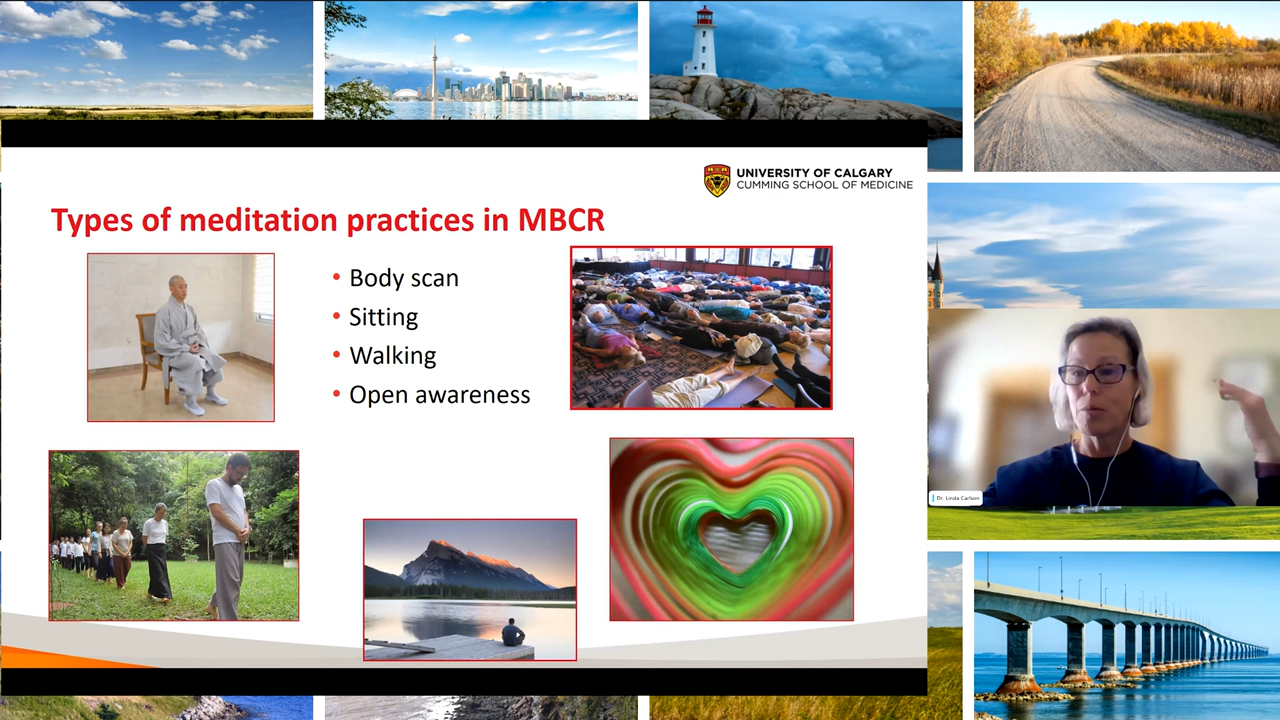 UNIVERSITY OF CALGARY
CUMMING SCHOOL OF MEDICINE
Types of meditation practices in MBCR
• Body scan
• Sitting
• Walking
• Open awareness
Dr. Linda Carlson